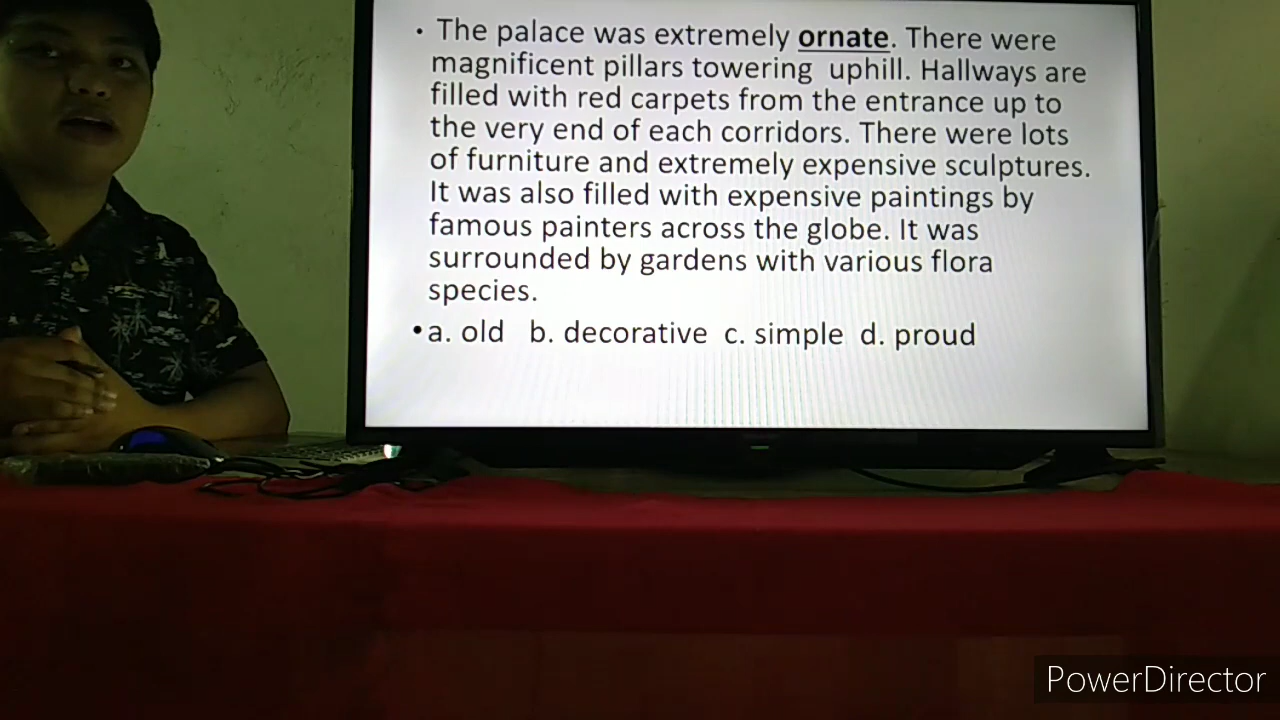 • The palace was extremely ornate. There were
magnificent pillars towering uphill. Hallways are
filled with red carpets from the entrance up to
the very end of each corridors. There were lots
of furniture and extremely expensive sculptures.
It was also filled with expensive paintings by
famous painters across the globe. It was
surrounded by gardens with various flora
species.
• a. old b. decorative c. simple d. proud
PowerDirector